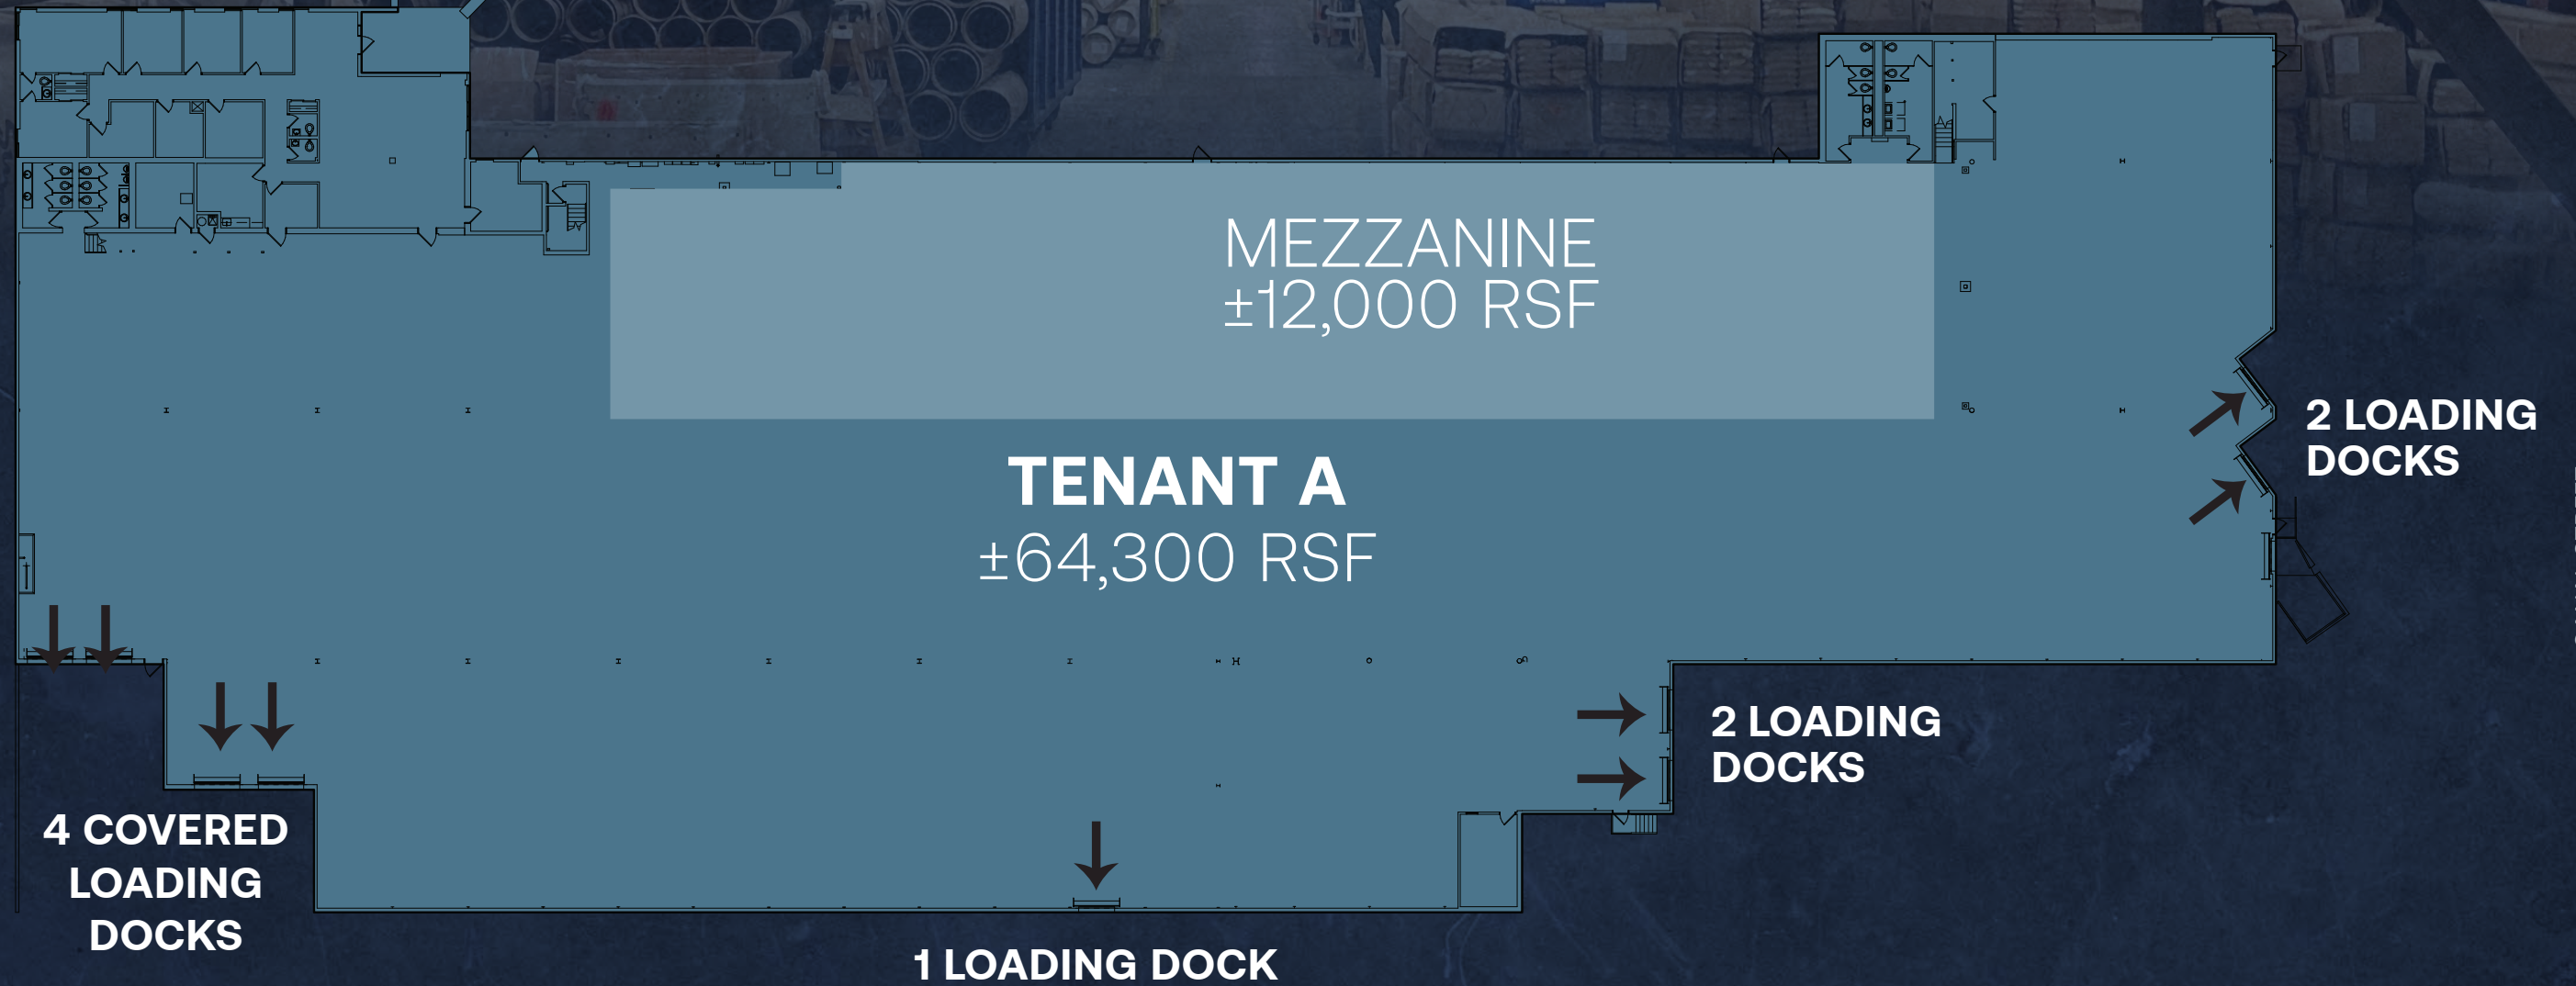 MEZZANINE
±12,000 RSF
TENANT A
±64,300 RSF
2 LOADING
DOCKS
2 LOADING
DOCKS
4 COVERED
LOADING
DOCKS
1 LOADING DOCK